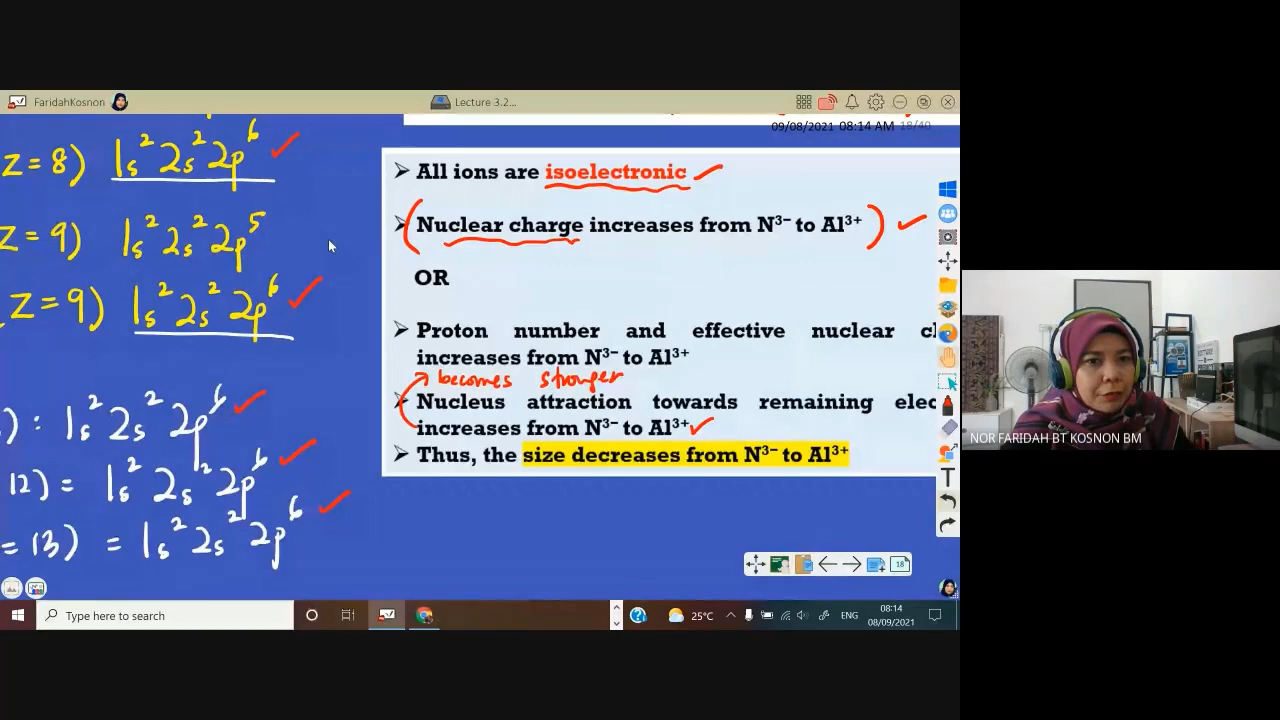 FaridahKosnon
Lecture 3.2...
09/08/2021 08:14 AM 18/40
z = 8) 1s² 2s² 2p⁶
z = 9) 1s² 2s² 2p⁵
z = 9) 1s² 2s² 2p⁶
) : 1s² 2s² 2p⁶
12) = 1s² 2s² 2p⁶
= 13) = 1s² 2s² 2p⁶
➢ All ions are isoelectronic
➢ (Nuclear charge increases from N³⁻ to Al³⁺)
OR
➢ Proton number and effective nuclear c
increases from N³⁻ to Al³⁺
becomes stronger
➢ Nucleus attraction towards remaining elec
increases from N³⁻ to Al³⁺
➢ Thus, the size decreases from N³⁻ to Al³⁺
T
18
NOR FARIDAH BT KOSNON BM
Type here to search
25°C
ENG
08:14
08/09/2021